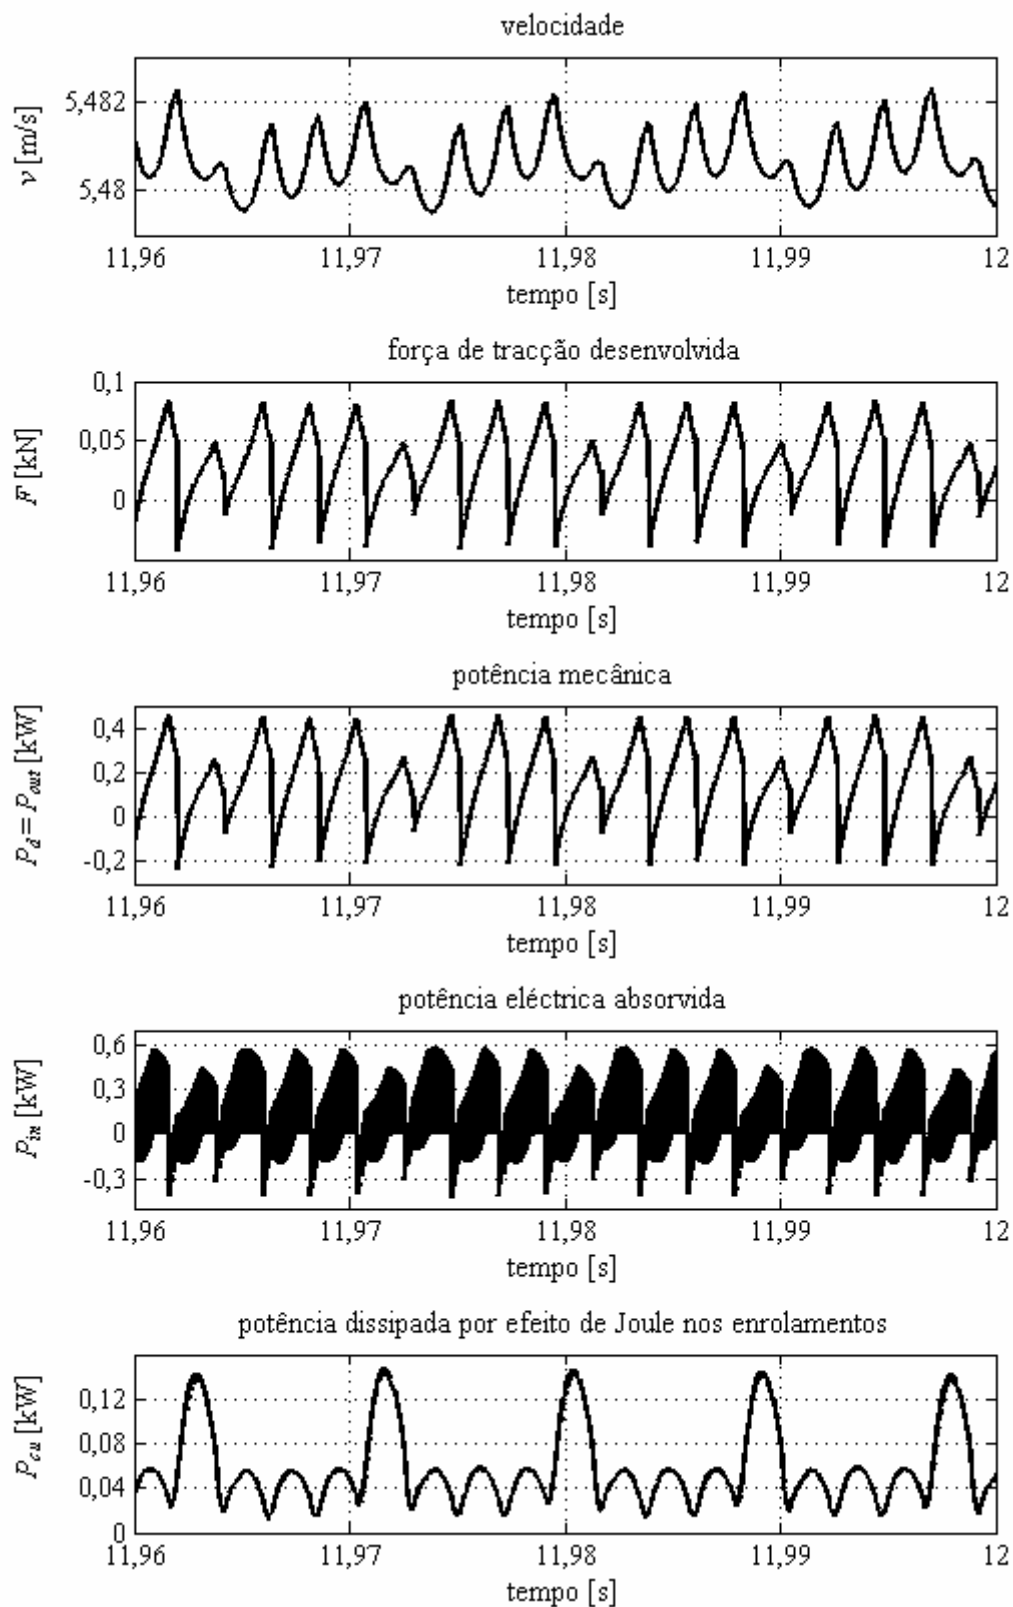 velocidade
v [m/s]
5,482
5,48
11,96 11,97 11,98 11,99 12
tempo [s]
força de tracção desenvolvida
F [kN]
0,1
0,05
0
11,96 11,97 11,98 11,99 12
tempo [s]
potência mecânica
Pd = Pout [kW]
0,4
0,2
0
-0,2
11,96 11,97 11,98 11,99 12
tempo [s]
potência eléctrica absorvida
Pin [kW]
0,6
0,3
0
-0,3
11,96 11,97 11,98 11,99 12
tempo [s]
potência dissipada por efeito de Joule nos enrolamentos
Pcu [kW]
0,12
0,08
0,04
0
11,96 11,97 11,98 11,99 12
tempo [s]